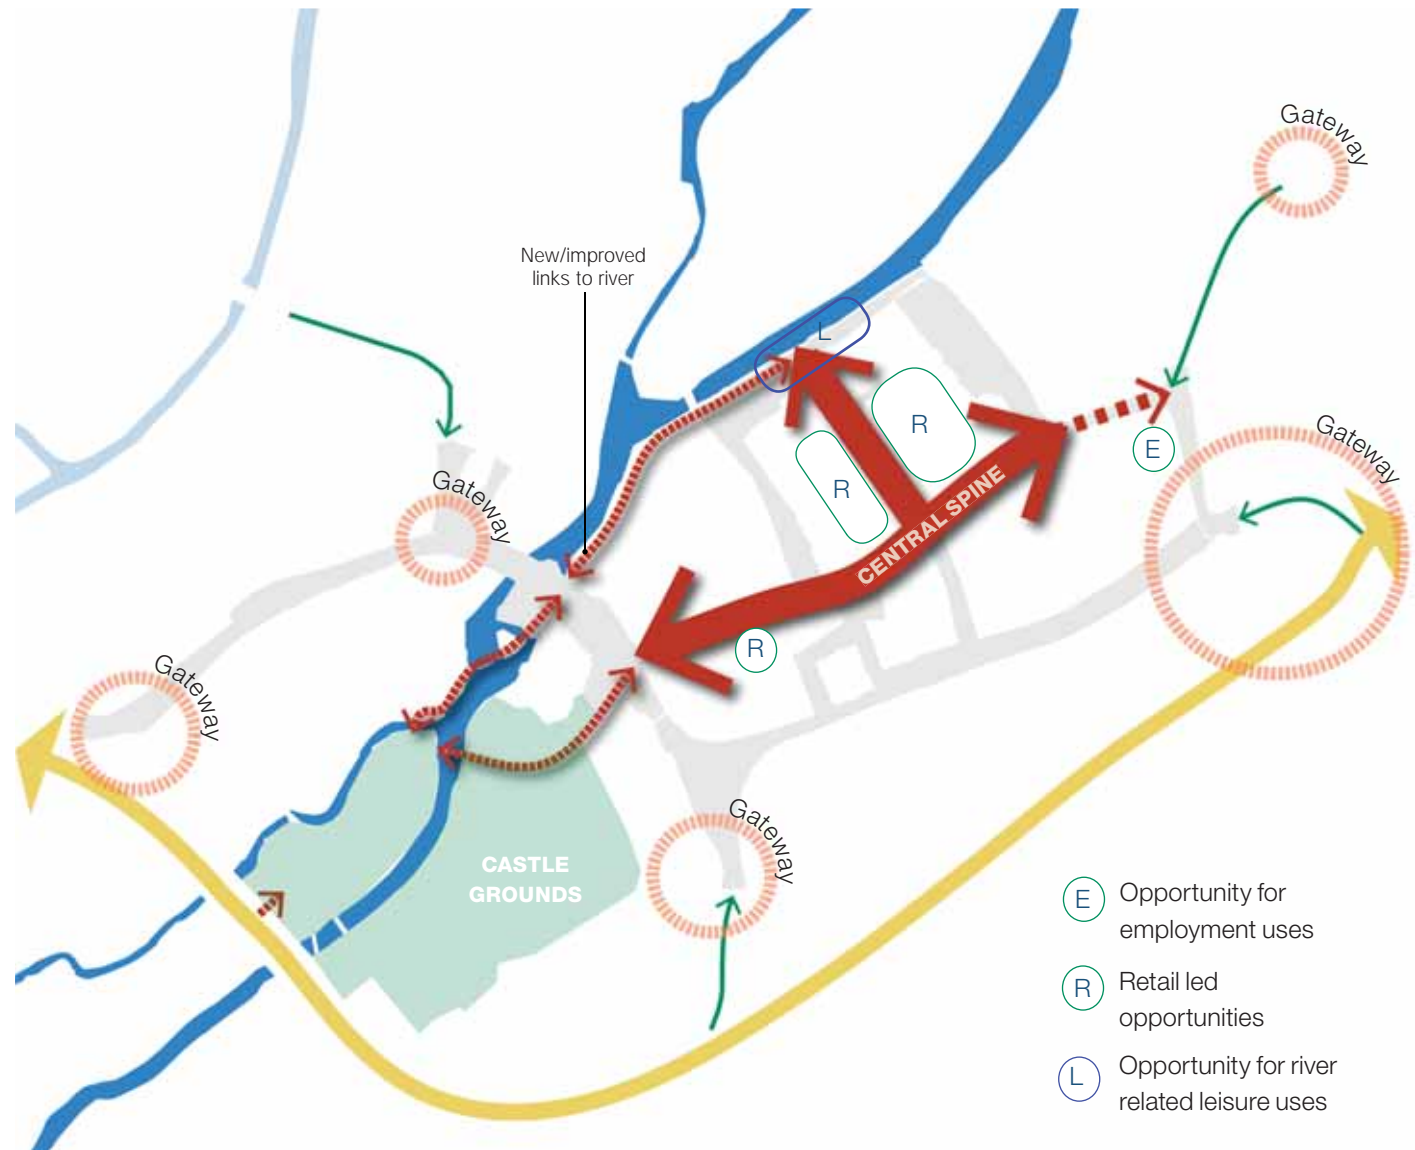 Gateway
New/improved
links to river
L
R
Gateway
E
Gateway
R
CENTRAL SPINE
R
Gateway
Gateway
CASTLE
GROUNDS
E
Opportunity for
employment uses
R
Retail led
opportunities
L
Opportunity for river
related leisure uses